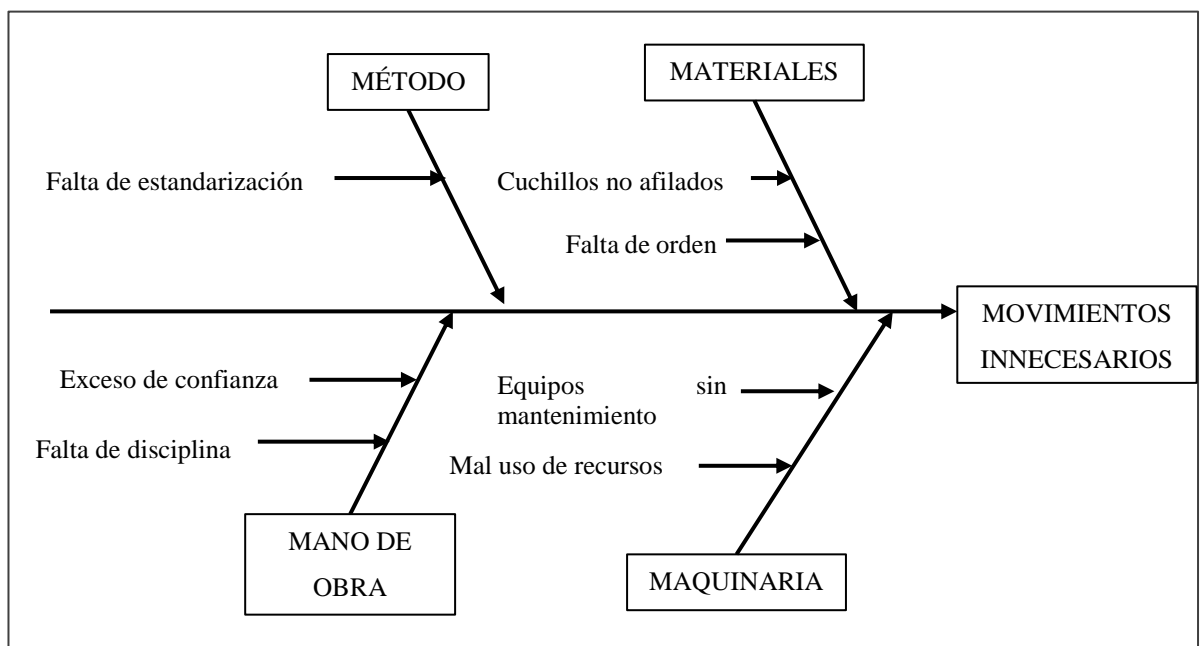 MÉTODO
MATERIALES
Falta de estandarización
Cuchillos no afilados
Falta de orden
MOVIMIENTOS
INNECESARIOS
Exceso de confianza
Equipos sin
mantenimiento
Falta de disciplina
Mal uso de recursos
MANO DE
OBRA
MAQUINARIA